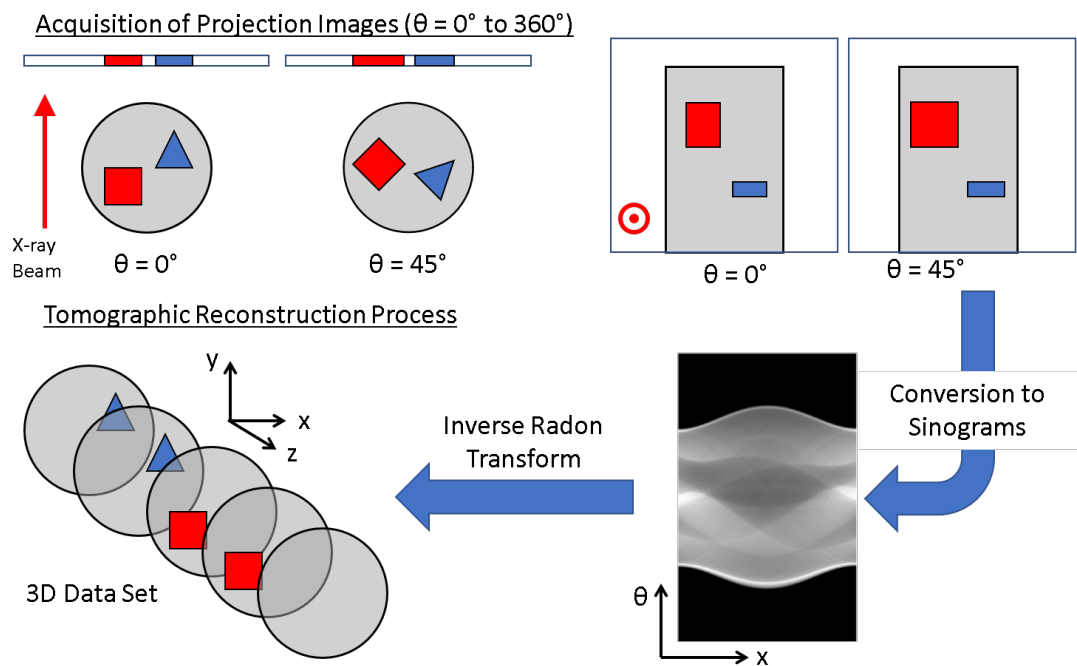 Acquisition of Projection Images (θ = 0° to 360°)
X-ray
Beam
θ = 0°
θ = 45°
θ = 0°
θ = 45°
Tomographic Reconstruction Process
y
x
z
Inverse Radon
Transform
Conversion to
Sinograms
3D Data Set
θ
x